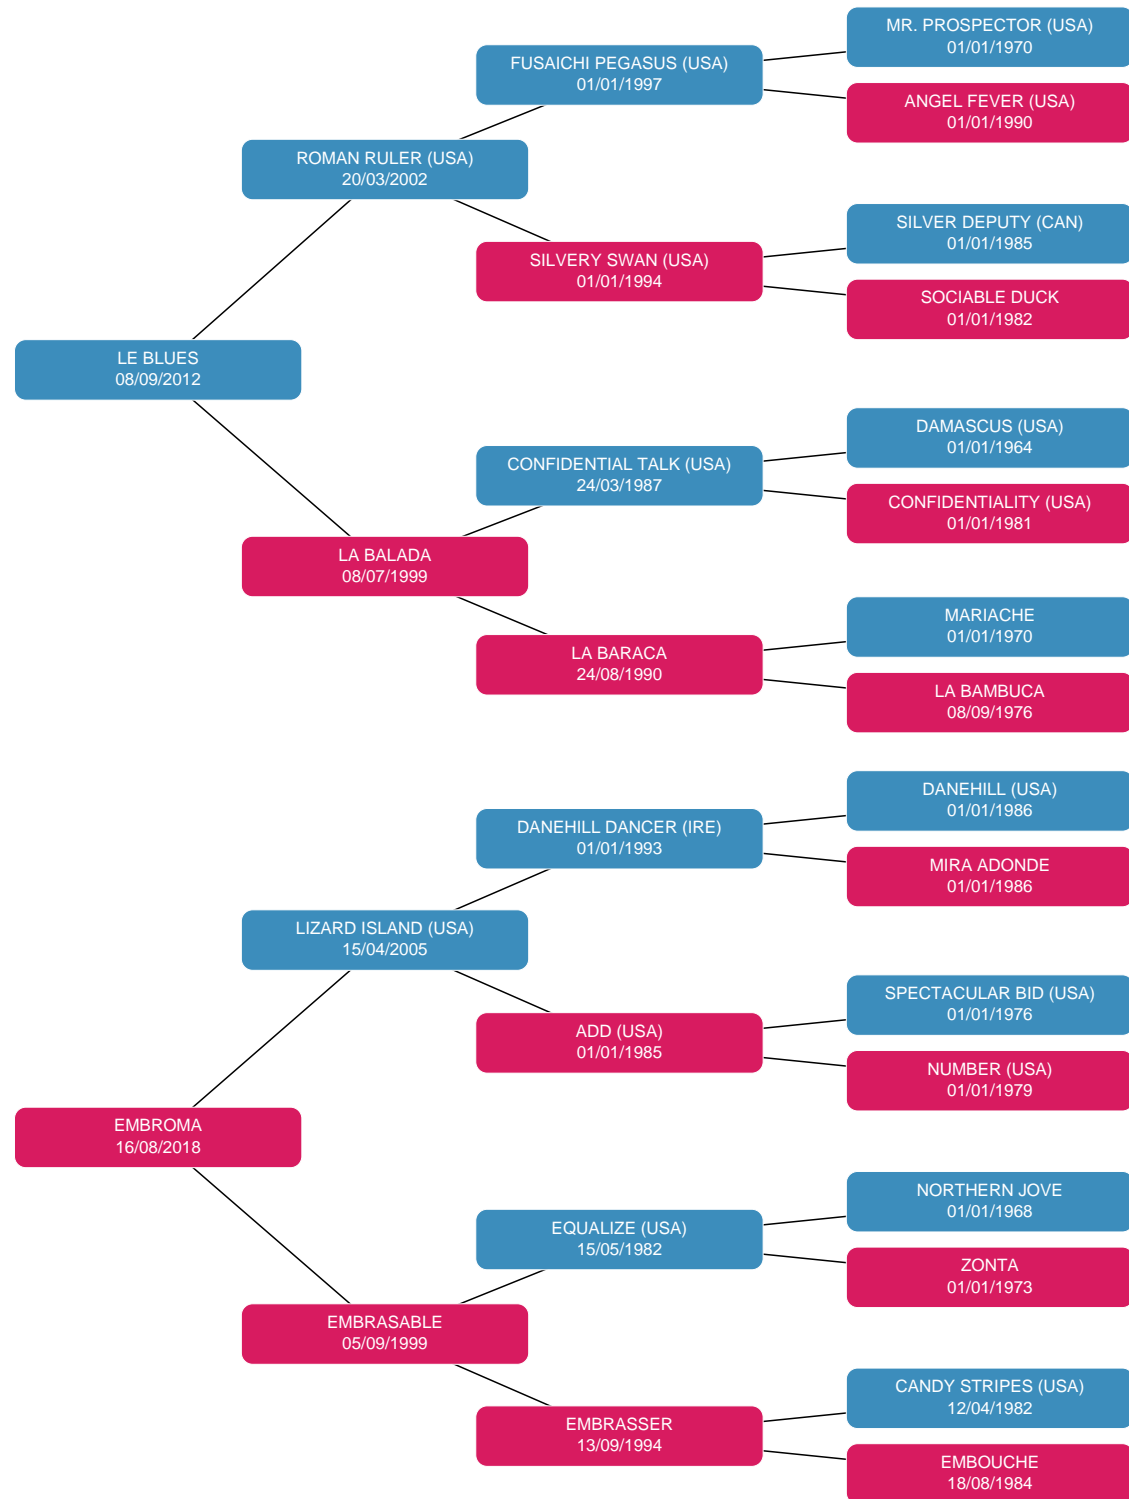 MR. PROSPECTOR (USA)
01/01/1970
FUSAICHI PEGASUS (USA)
01/01/1997
ANGEL FEVER (USA)
01/01/1990
ROMAN RULER (USA)
20/03/2002
SILVER DEPUTY (CAN)
01/01/1985
SILVERY SWAN (USA)
01/01/1994
SOCIABLE DUCK
01/01/1982
LE BLUES
08/09/2012
DAMASCUS (USA)
01/01/1964
CONFIDENTIAL TALK (USA)
24/03/1987
CONFIDENTIALITY (USA)
01/01/1981
LA BALADA
08/07/1999
MARIACHE
01/01/1970
LA BARACA
24/08/1990
LA BAMBUCA
08/09/1976
DANEHILL (USA)
01/01/1986
DANEHILL DANCER (IRE)
01/01/1993
MIRA ADONDE
01/01/1986
LIZARD ISLAND (USA)
15/04/2005
SPECTACULAR BID (USA)
01/01/1976
ADD (USA)
01/01/1985
NUMBER (USA)
01/01/1979
EMBROMA
16/08/2018
NORTHERN JOVE
01/01/1968
EQUALIZE (USA)
15/05/1982
ZONTA
01/01/1973
EMBRASABLE
05/09/1999
CANDY STRIPES (USA)
12/04/1982
EMBRASSER
13/09/1994
EMBOUCHE
18/08/1984